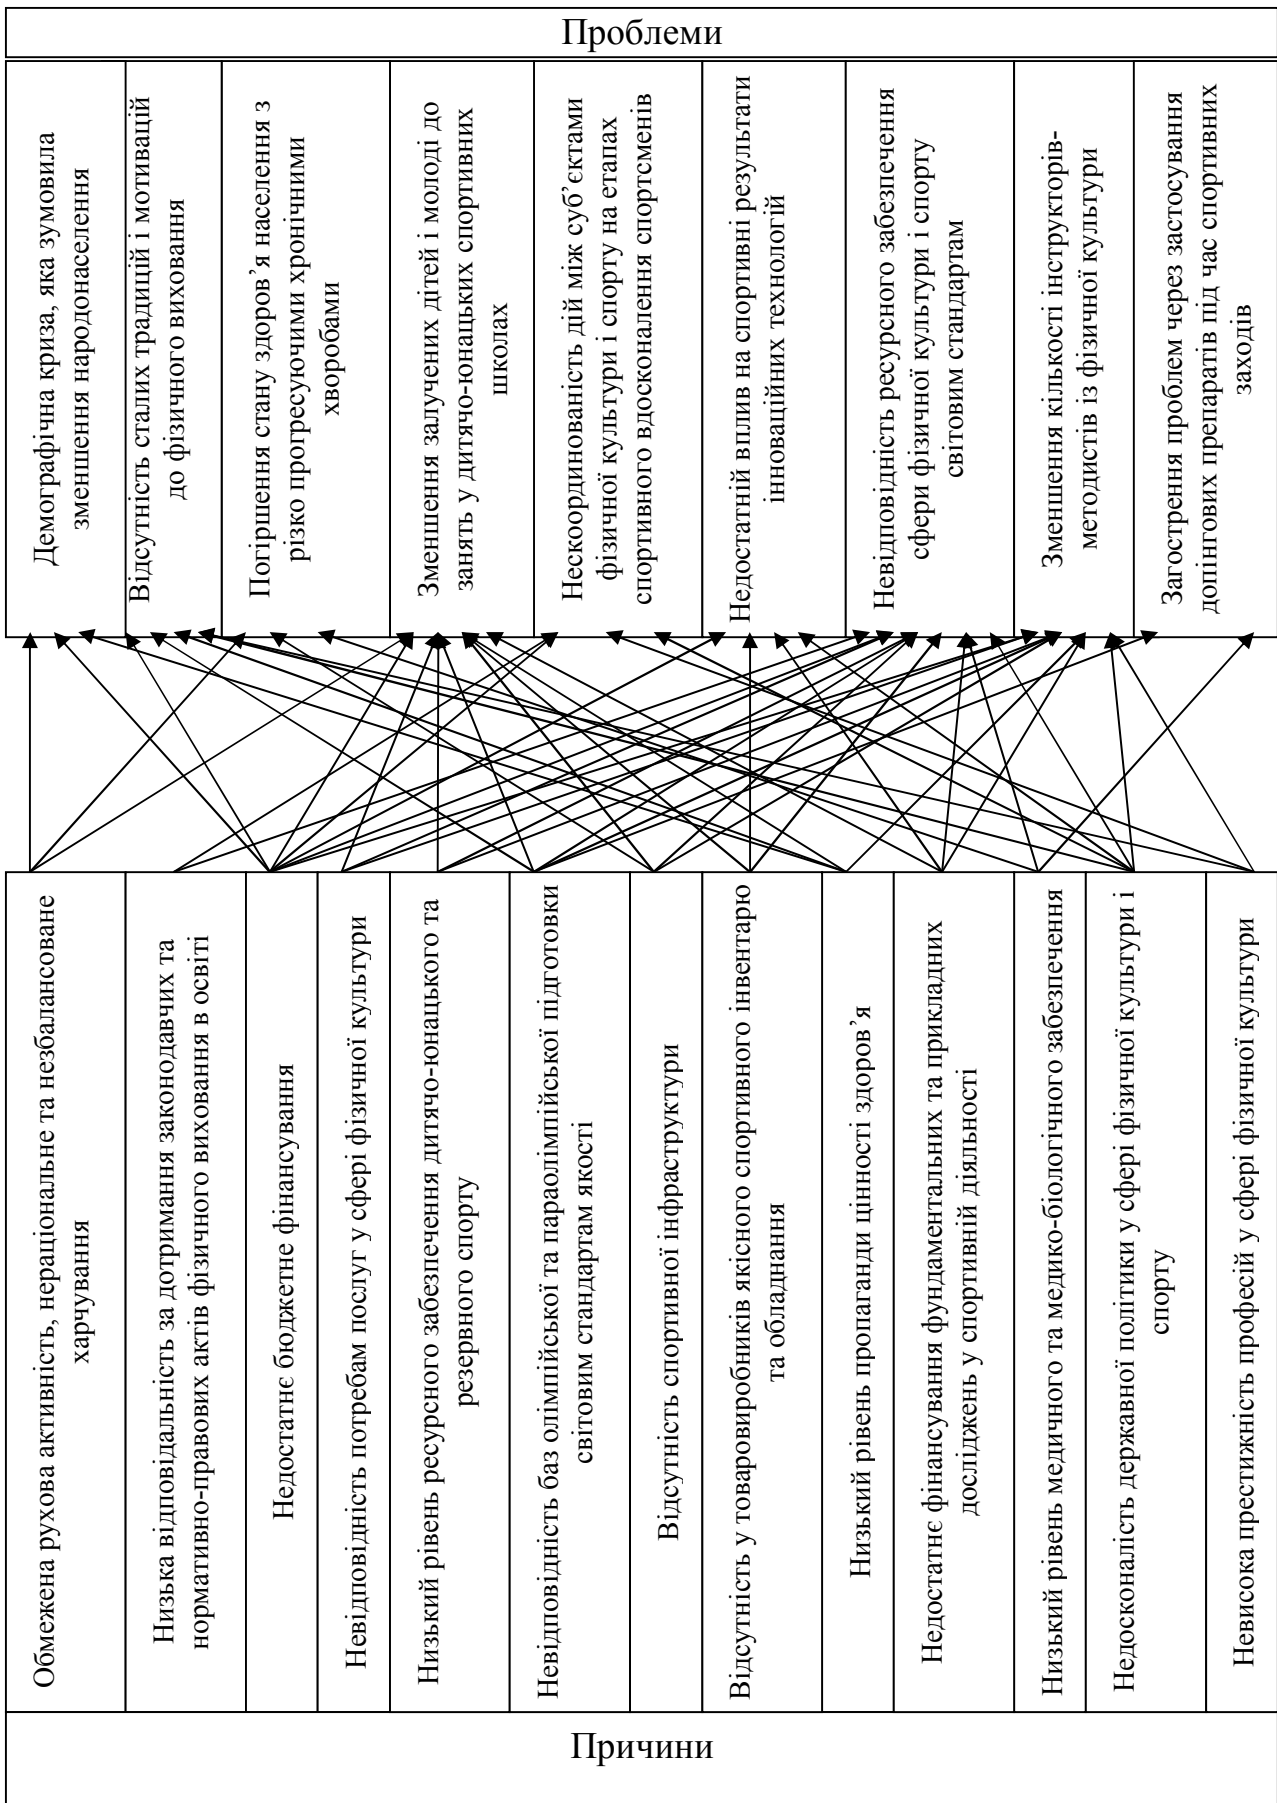 Проблеми
Демографічна криза, яка зумовила
зменшення народонаселення
Відсутність сталих традицій і мотивацій
до фізичного виховання
Погіршення стану здоров’я населення з
різко прогресуючими хронічними
хворобами
Зменшення залучених дітей і молоді до
занять у дитячо-юнацьких спортивних
школах
Нескоординованість дій між суб’єктами
фізичної культури і спорту на етапах
спортивного вдосконалення спортсменів
Недостатній вплив на спортивні результати
інноваційних технологій
Невідповідність ресурсного забезпечення
сфери фізичної культури і спорту
світовим стандартам
Зменшення кількості інструкторів-
методистів із фізичної культури
Загострення проблем через застосування
допінгових препаратів під час спортивних
заходів
Обмежена рухова активність, нераціональне та незбалансоване
харчування
Низька відповідальність за дотримання законодавчих та
нормативно-правових актів фізичного виховання в освіті
Недостатнє бюджетне фінансування
Невідповідність потребам послуг у сфері фізичної культури
Низький рівень ресурсного забезпечення дитячо-юнацького та
резервного спорту
Невідповідність баз олімпійської та параолімпійської підготовки
світовим стандартам якості
Відсутність спортивної інфраструктури
Відсутність у товаровиробників якісного спортивного інвентарю
та обладнання
Низький рівень пропаганди цінності здоров’я
Недостатнє фінансування фундаментальних та прикладних
досліджень у спортивній діяльності
Низький рівень медичного та медико-біологічного забезпечення
Недосконалість державної політики у сфері фізичної культури і
спорту
Невисока престижність професій у сфері фізичної культури
Причини